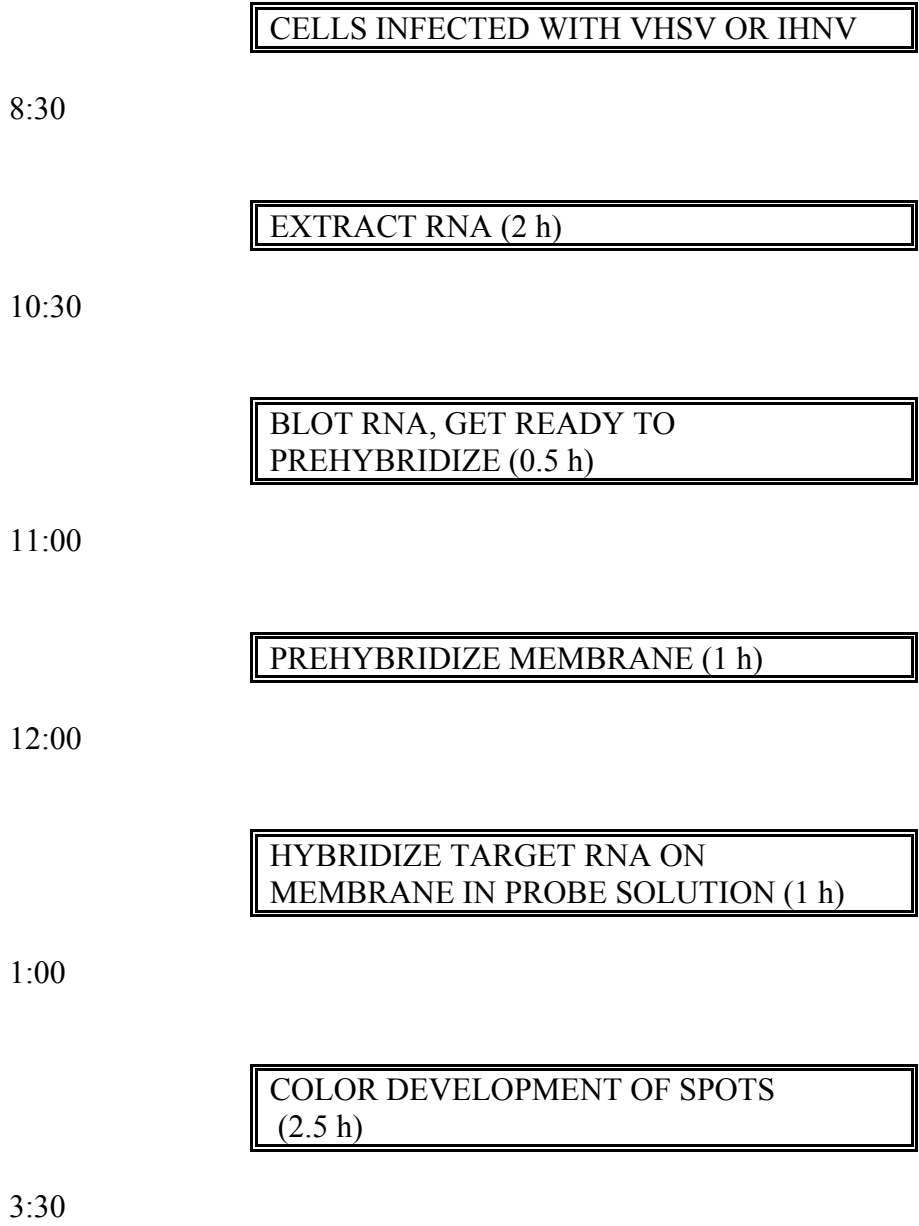 CELLS INFECTED WITH VHSV OR IHNV
8:30
EXTRACT RNA (2 h)
10:30
BLOT RNA, GET READY TO
PREHYBRIDIZE (0.5 h)
11:00
PREHYBRIDIZE MEMBRANE (1 h)
12:00
HYBRIDIZE TARGET RNA ON
MEMBRANE IN PROBE SOLUTION (1 h)
1:00
COLOR DEVELOPMENT OF SPOTS
(2.5 h)
3:30